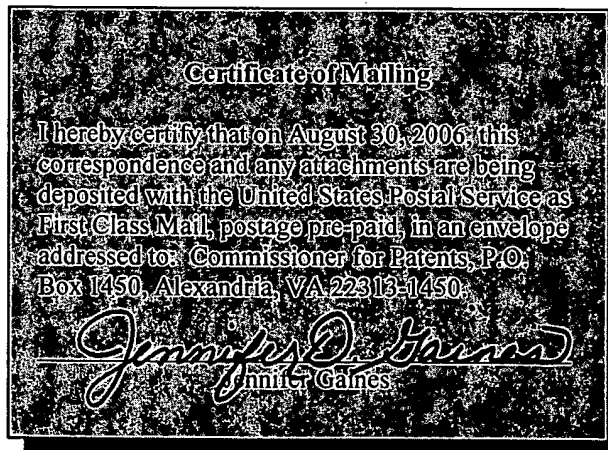 Certificate of Mailing
I hereby certify that on August 30, 2006, this
correspondence and any attachments are being
deposited with the United States Postal Service as
First Class Mail, postage pre-paid, in an envelope
addressed to: Commissioner for Patents, P.O.
Box 1450, Alexandria, VA 22313-1450.
Jennifer D. Gaines
Jennifer Gaines